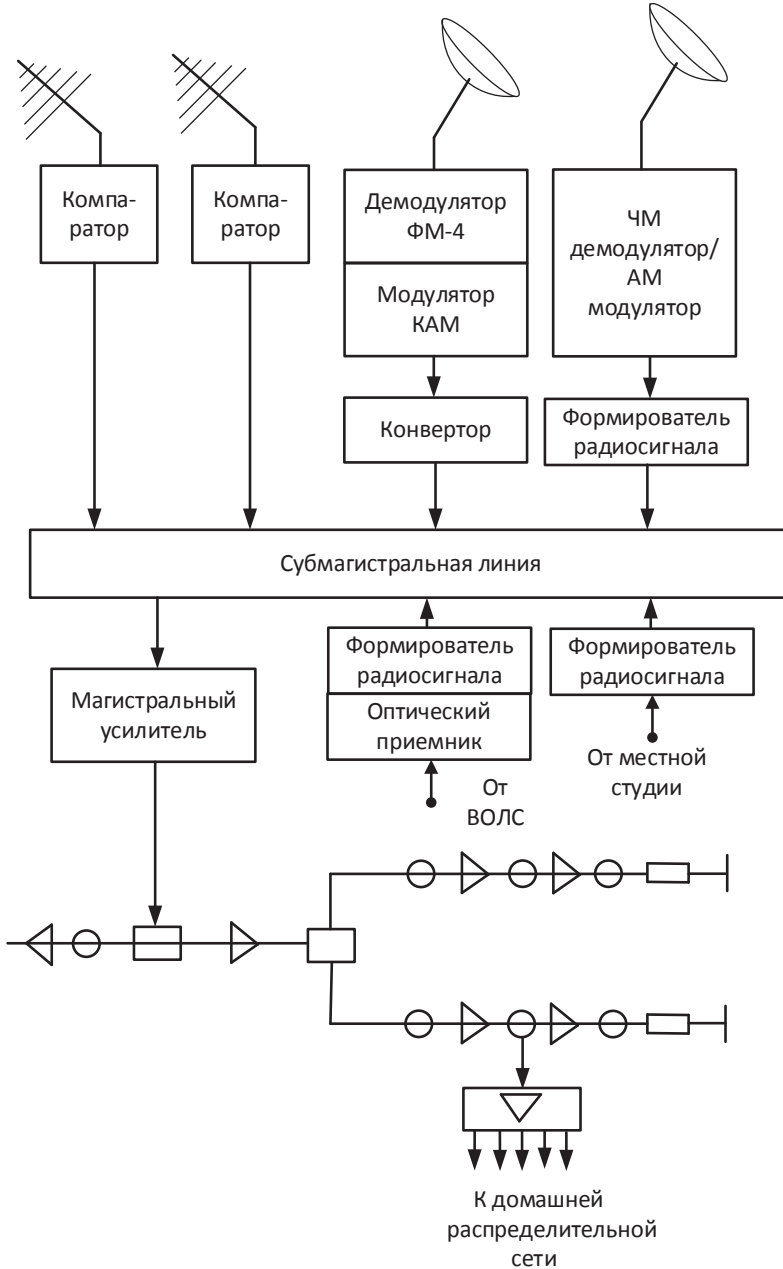 Компа-
ратор
Компа-
ратор
Демодулятор
ФМ-4
Модулятор
КАМ
ЧМ
демодулятор/
АМ
модулятор
Конвертор
Формирователь
радиосигнала
Субмагистральная линия
Магистральный
усилитель
Формирователь
радиосигнала
Оптический
приемник
Формирователь
радиосигнала
От
ВОЛС
От местной
студии
К домашней
распределительной
сети